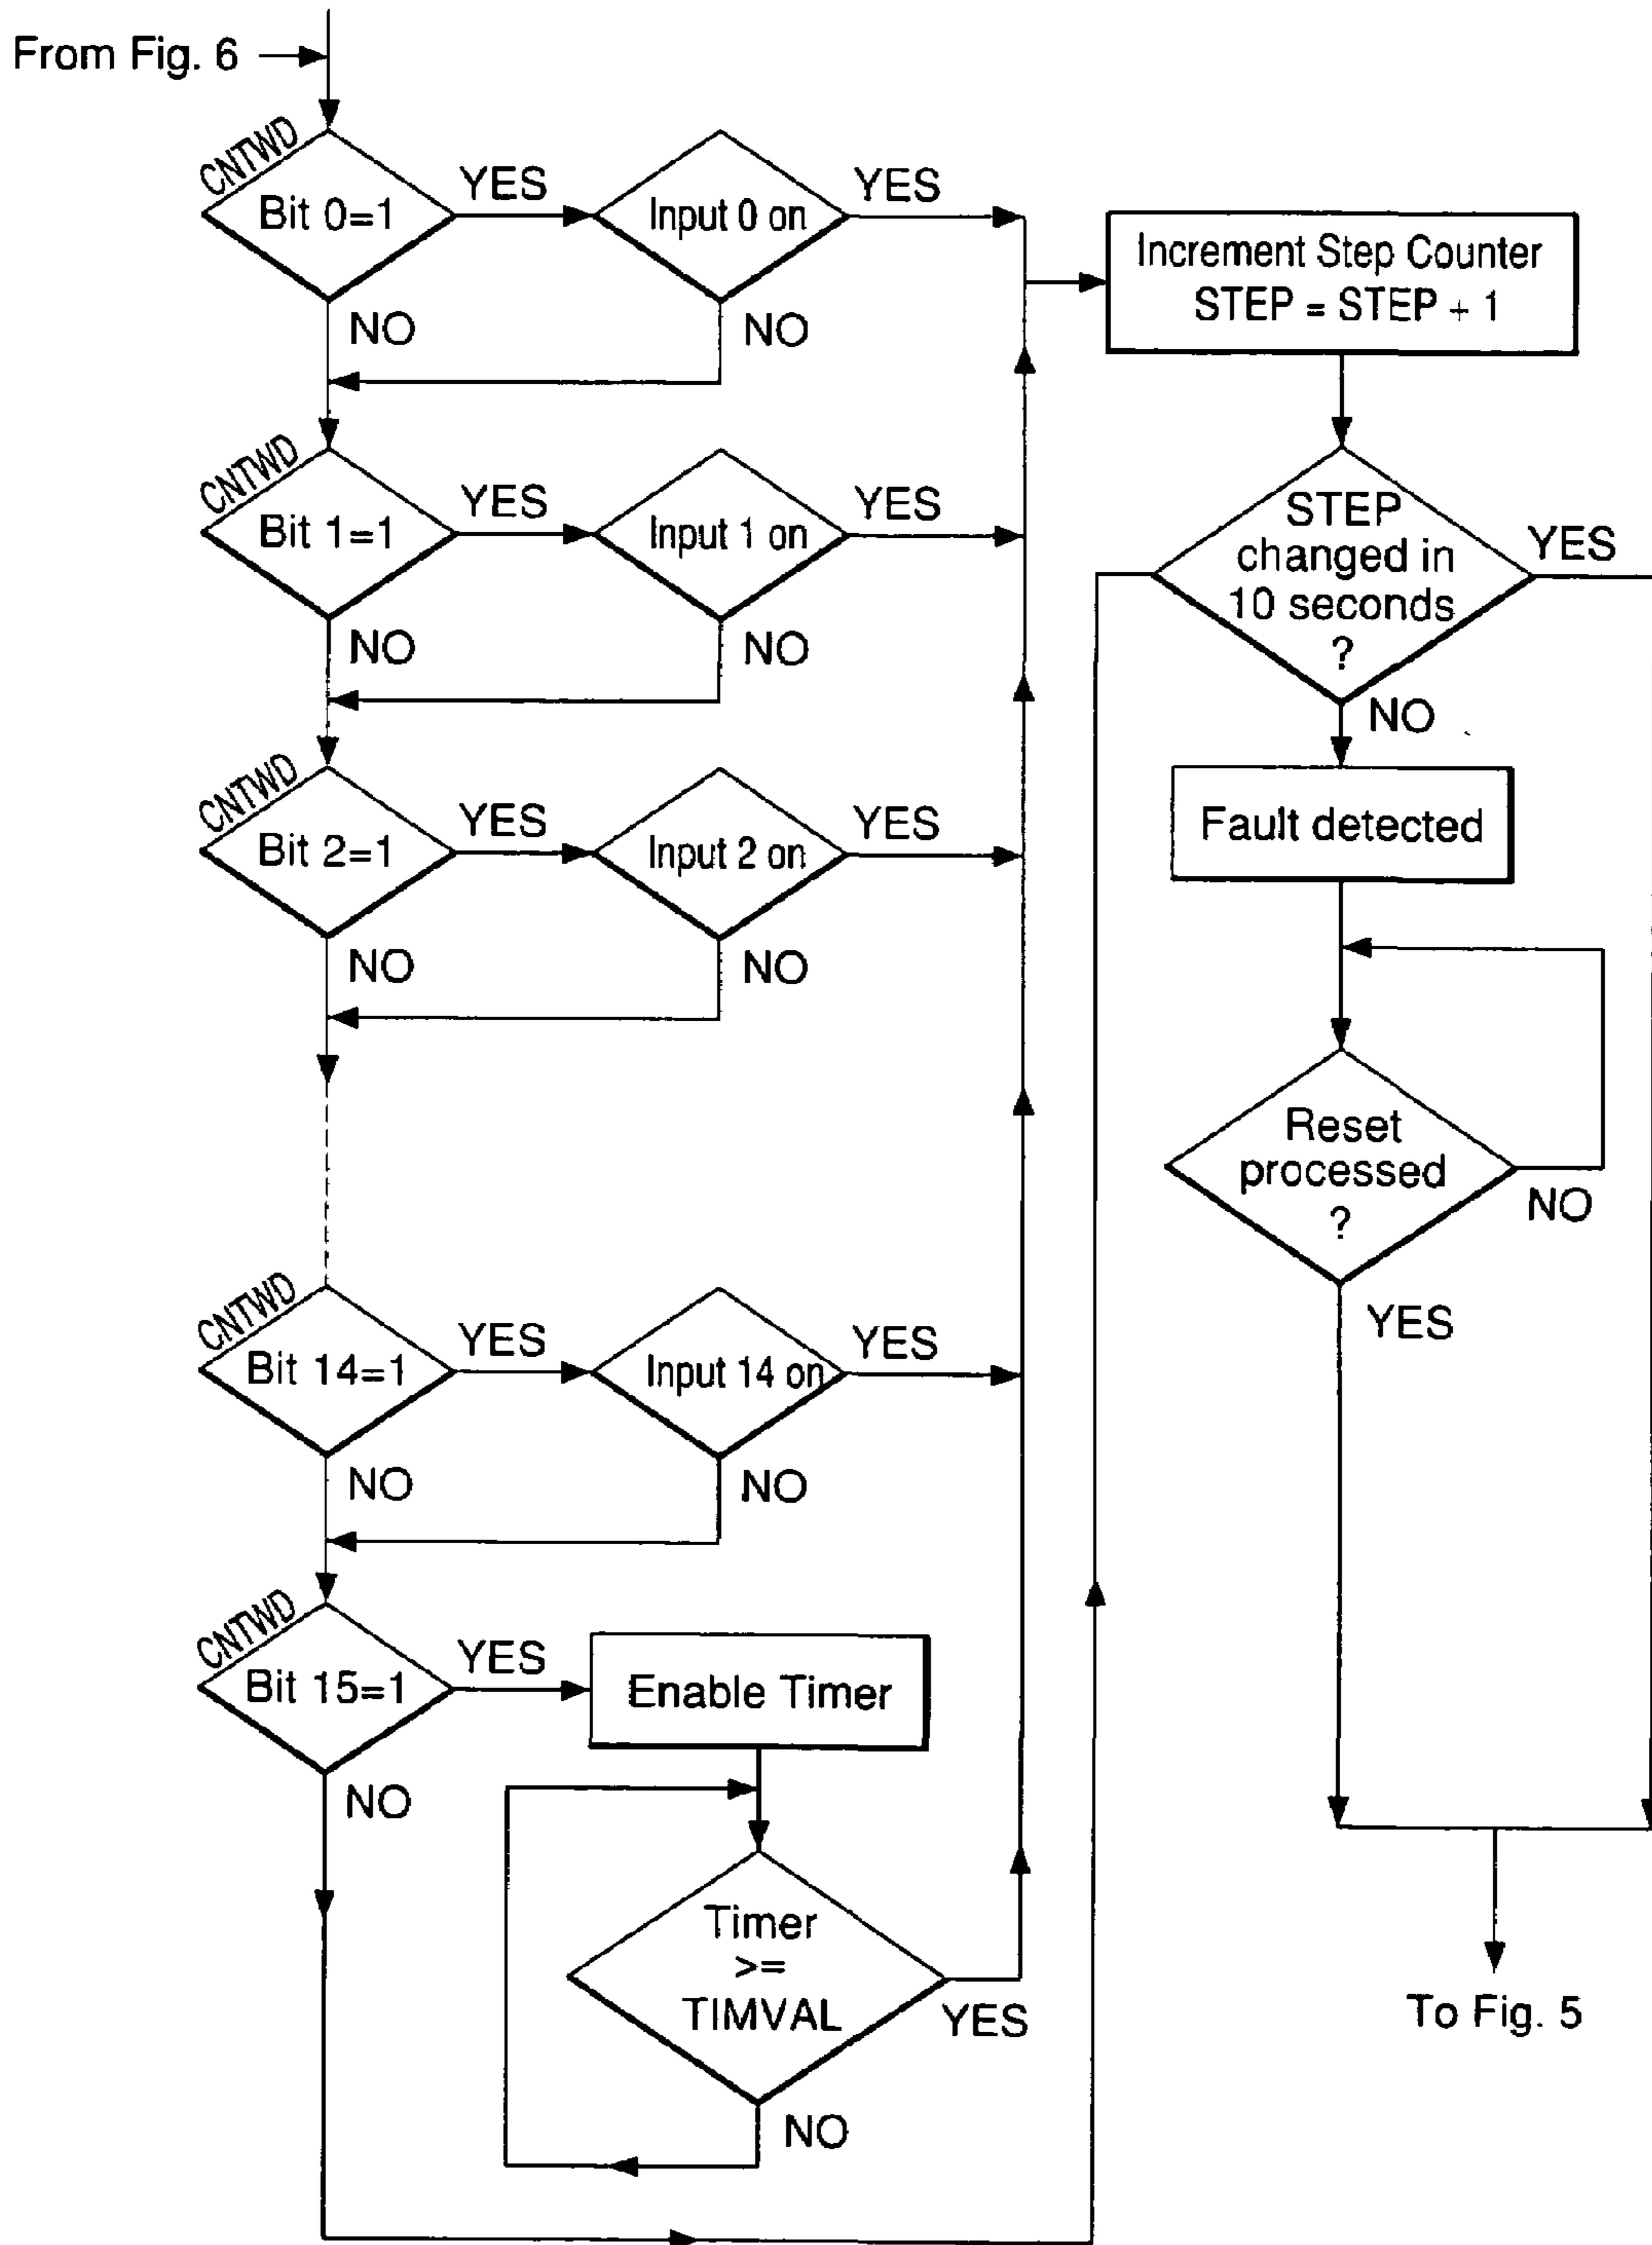 From Fig. 6
CNTWD
Bit 0=1
YES
NO
Input 0 on
YES
NO
CNTWD
Bit 1=1
YES
NO
Input 1 on
YES
NO
CNTWD
Bit 2=1
YES
NO
Input 2 on
YES
NO
CNTWD
Bit 14=1
YES
NO
Input 14 on
YES
NO
CNTWD
Bit 15=1
YES
NO
Enable Timer
Timer
>=
TIMVAL
YES
NO
Increment Step Counter
STEP = STEP + 1
STEP
changed in
10 seconds
?
YES
NO
Fault detected
Reset
processed
?
NO
YES
To Fig. 5